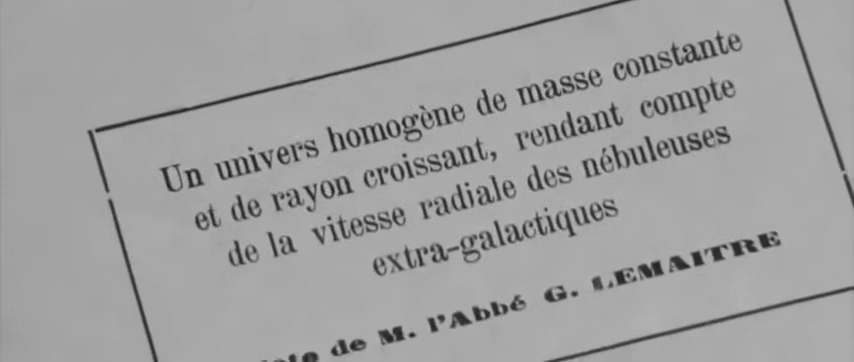 Un univers homogène de masse constante
et de rayon croissant, rendant compte
de la vitesse radiale des nébuleuses
extra-galactiques
de M. l'Abbé G. LEMAITRE